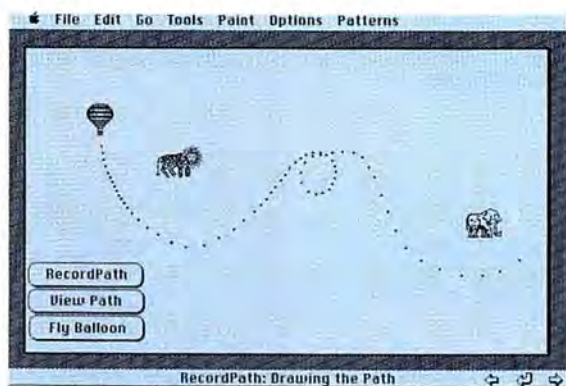 File Edit Go Tools Paint Options Patterns
RecordPath
View Path
Fly Balloon
RecordPath: Drawing the Path